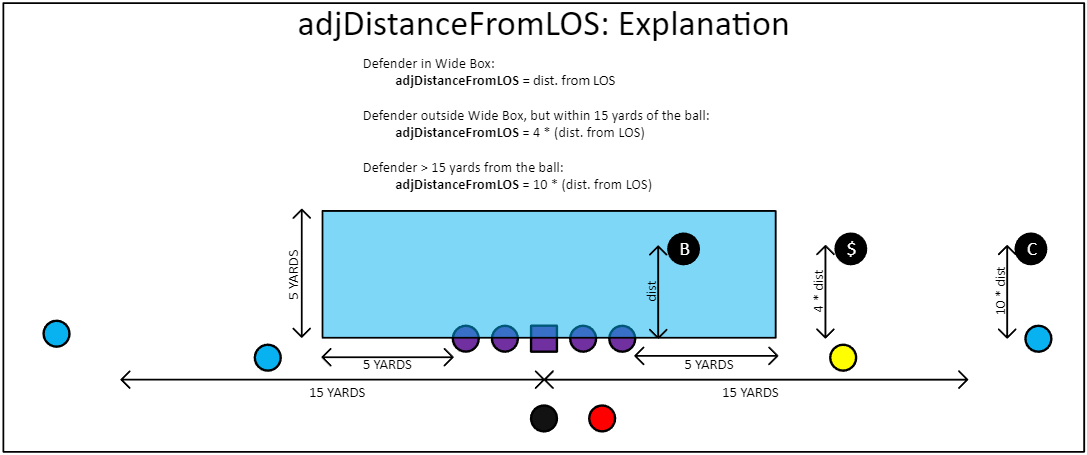 adjDistanceFromLOS: Explanation
Defender in Wide Box:
adjDistanceFromLOS = dist. from LOS
Defender outside Wide Box, but within 15 yards of the ball:
adjDistanceFromLOS = 4 * (dist. from LOS)
Defender > 15 yards from the ball:
adjDistanceFromLOS = 10 * (dist. from LOS)
5 YARDS
B
dist
$
4 * dist
C
10 * dist
5 YARDS
5 YARDS
15 YARDS
15 YARDS